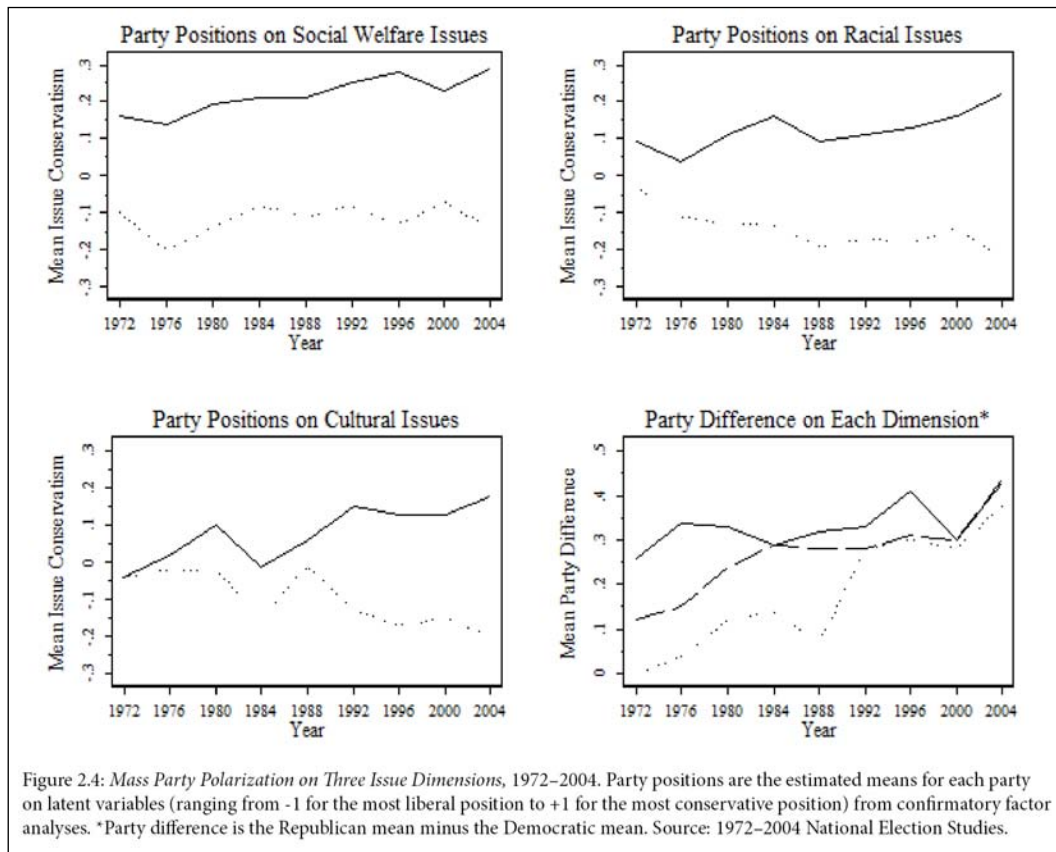 Party Positions on Social Welfare Issues
Mean Issue Conservatism
.3
.2
.1
0
-.1
-.2
-.3
1972 1976 1980 1984 1988 1992 1996 2000 2004
Year
Party Positions on Racial Issues
Mean Issue Conservatism
.3
.2
.1
0
-.1
-.2
-.3
1972 1976 1980 1984 1988 1992 1996 2000 2004
Year
Party Positions on Cultural Issues
Mean Issue Conservatism
.3
.2
.1
0
-.1
-.2
-.3
1972 1976 1980 1984 1988 1992 1996 2000 2004
Year
Party Difference on Each Dimension*
Mean Party Difference
.5
.4
.3
.2
.1
0
1972 1976 1980 1984 1988 1992 1996 2000 2004
Year
Figure 2.4: Mass Party Polarization on Three Issue Dimensions, 1972–2004. Party positions are the estimated means for each party
on latent variables (ranging from -1 for the most liberal position to +1 for the most conservative position) from confirmatory factor
analyses. *Party difference is the Republican mean minus the Democratic mean. Source: 1972–2004 National Election Studies.